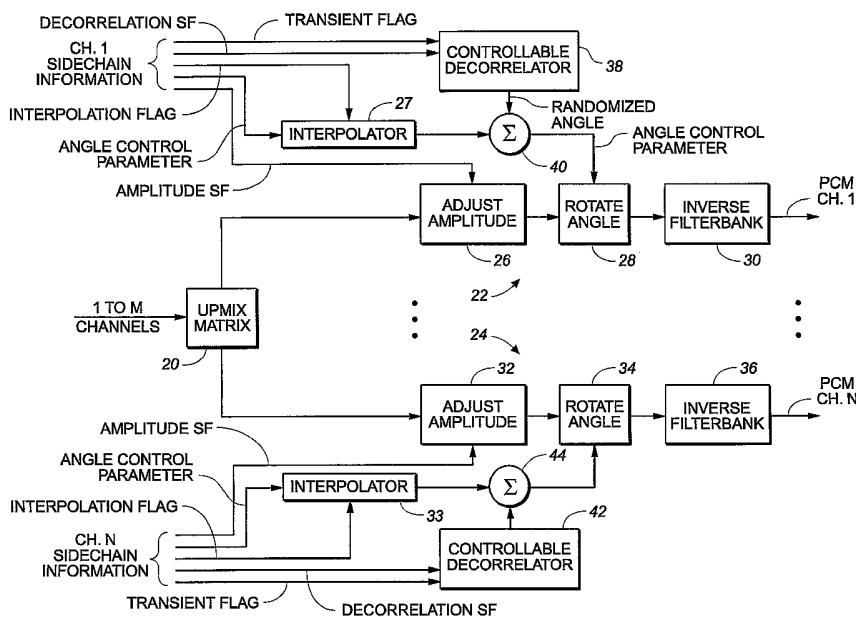 TRANSIENT FLAG
DECORRELATION SF
CH. 1
SIDECHAIN
INFORMATION
CONTROLLABLE
DECORRELATOR
38
INTERPOLATION FLAG
27
RANDOMIZED
ANGLE
INTERPOLATOR
Σ
40
ANGLE CONTROL
PARAMETER
ANGLE CONTROL
PARAMETER
AMPLITUDE SF
ADJUST
AMPLITUDE
26
ROTATE
ANGLE
28
INVERSE
FILTERBANK
30
PCM
CH. 1
22
1 TO M
CHANNELS
UPMIX
MATRIX
20
24
32
34
36
ADJUST
AMPLITUDE
ROTATE
ANGLE
INVERSE
FILTERBANK
PCM
CH. N
AMPLITUDE SF
ANGLE CONTROL
PARAMETER
INTERPOLATOR
33
Σ
44
INTERPOLATION FLAG
42
CH. N
SIDECHAIN
INFORMATION
CONTROLLABLE
DECORRELATOR
TRANSIENT FLAG
DECORRELATION SF